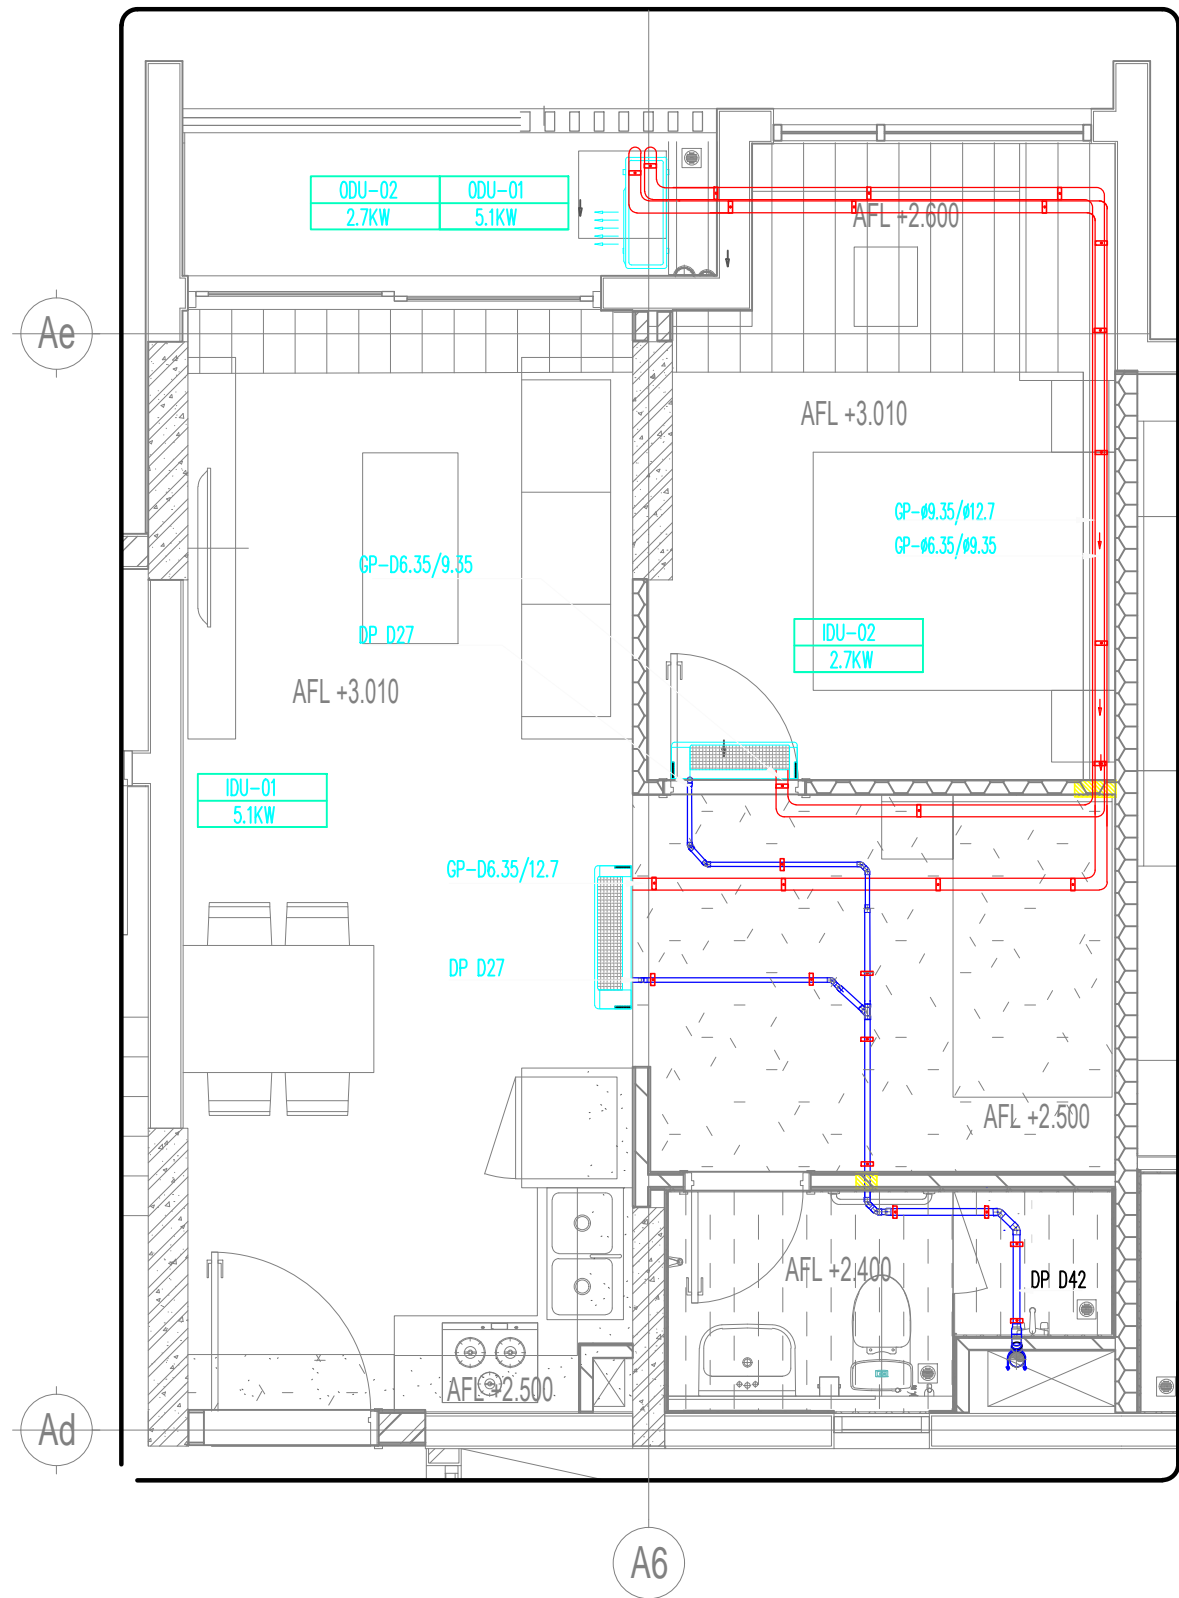 ODU-02 ODU-01
2.7KW 5.1KW
AFL +2.600
Ae
AFL +3.010
GP-ø9.35/ø12.7
GP-ø6.35/ø9.35
GP-D6.35/9.35
DP D27
IDU-02
2.7KW
AFL +3.010
IDU-01
5.1KW
GP-D6.35/12.7
DP D27
AFL +2.500
AFL +2.400
DP D42
AFL +2.500
Ad
A6